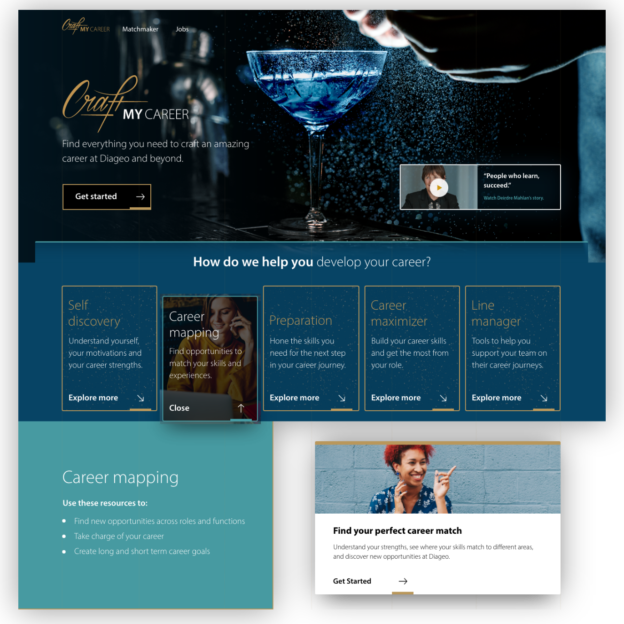 Craft MY CAREER
Matchmaker
Jobs
Craft
MY CAREER
Find everything you need to craft an amazing
career at Diageo and beyond.
Get started
"People who learn,
succeed."
Watch Deirdre Mahlan's story.
How do we help you develop your career?
Self
discovery
Understand yourself,
your motivations and
your career strengths.
Explore more
Career
mapping
Find opportunities to
match your skills and
experiences.
Close
Preparation
Hone the skills you
need for the next step
in your career journey.
Explore more
Career
maximizer
Build your career skills
and get the most from
your role.
Explore more
Line
manager
Tools to help you
support your team on
their career journeys.
Explore more
Career mapping
Use these resources to:
Find new opportunities across roles and functions
Take charge of your career
Create long and short term career goals
Find your perfect career match
Understand your strengths, see where your skills match to different areas,
and discover new opportunities at Diageo.
Get Started